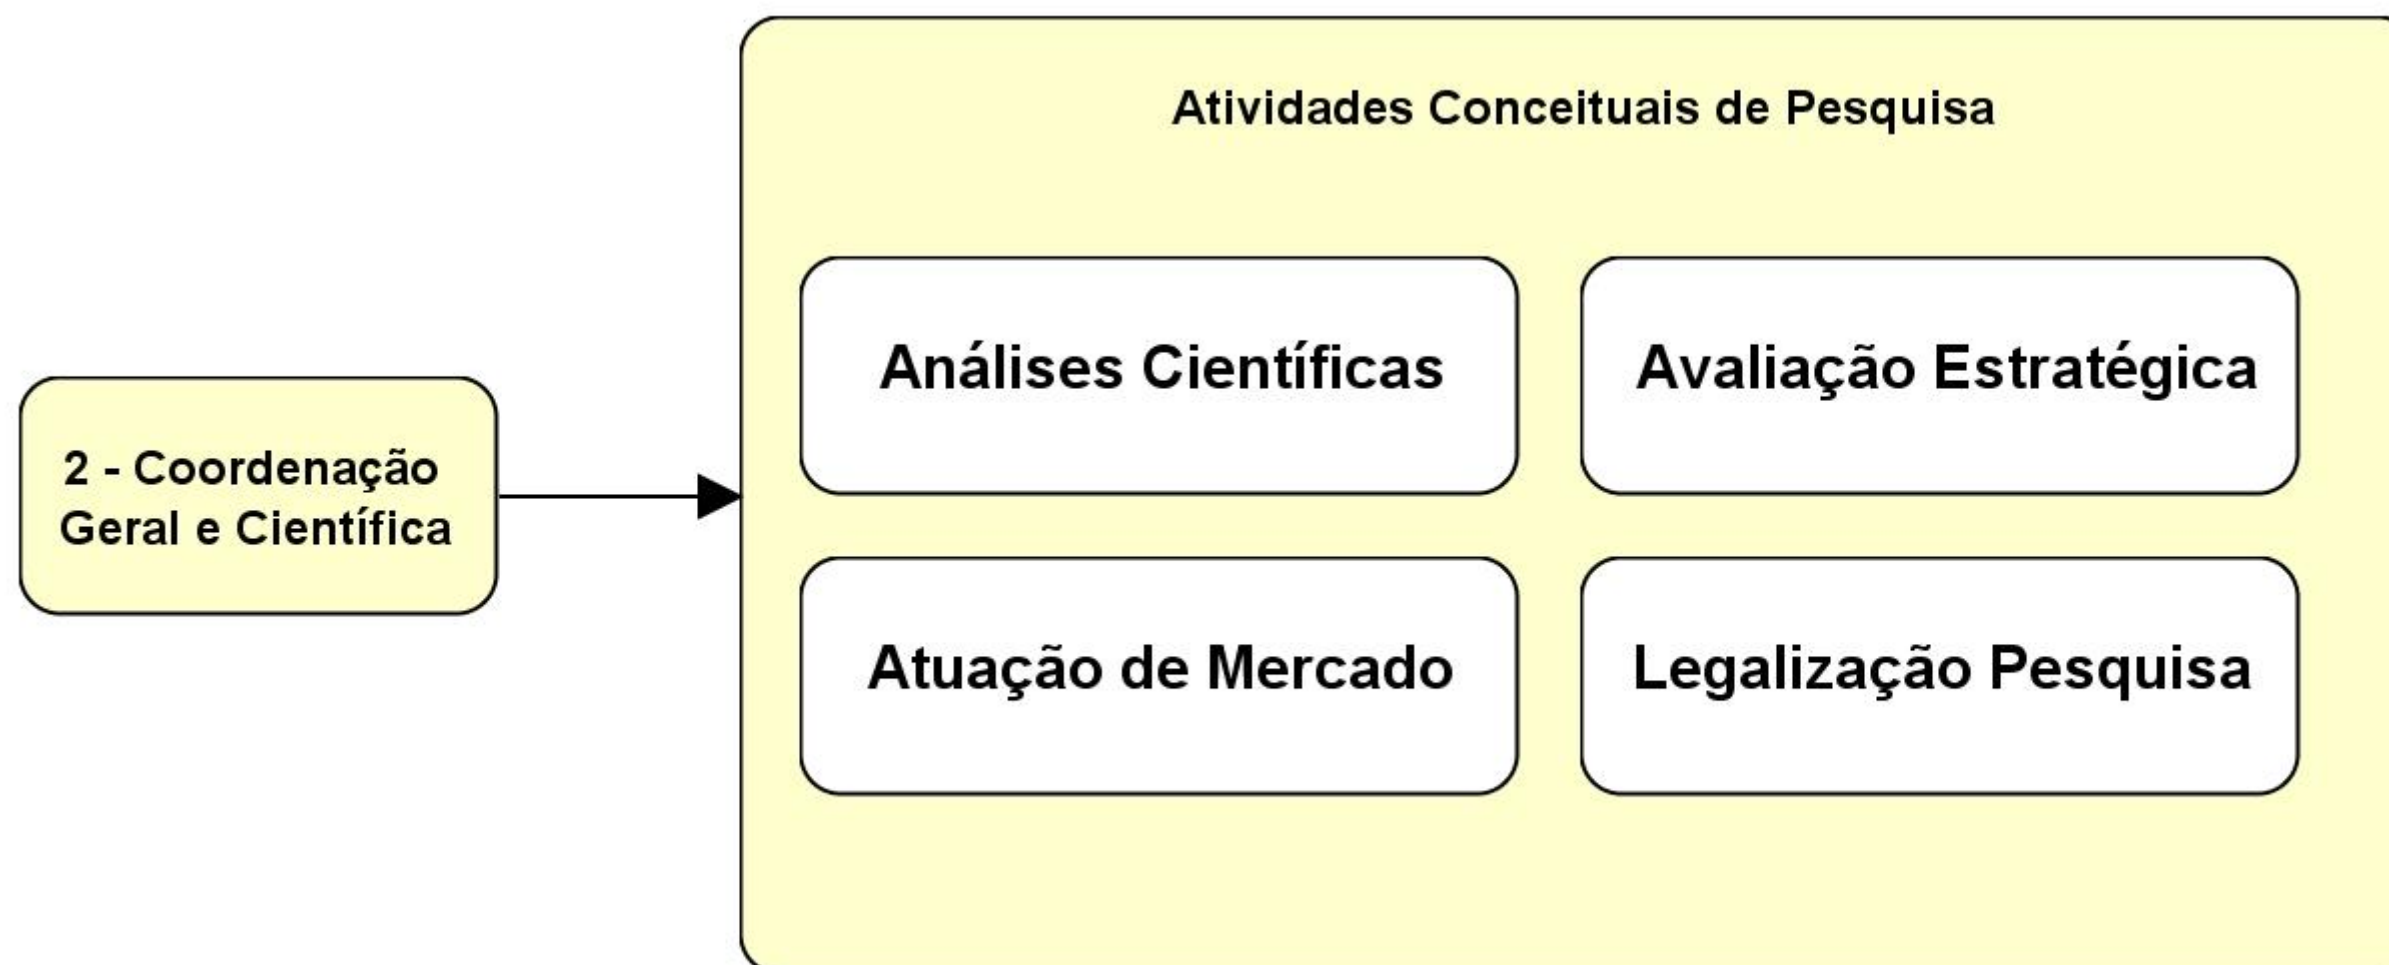 Atividades Conceituais de Pesquisa
Análises Científicas
Avaliação Estratégica
2 - Coordenação
Geral e Científica
Atuação de Mercado
Legalização Pesquisa